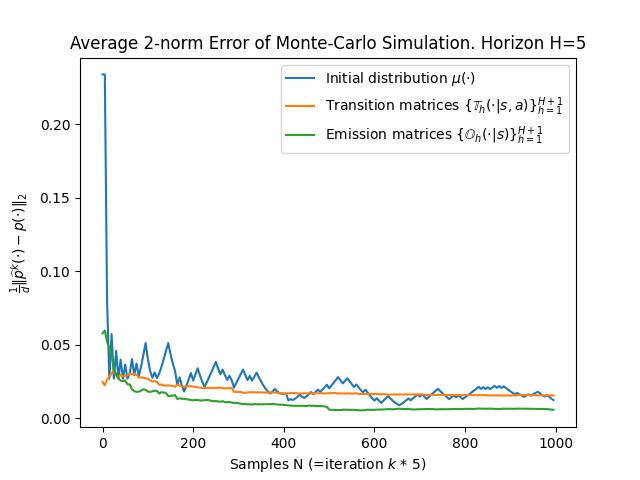 Average 2-norm Error of Monte-Carlo Simulation. Horizon H=5
Initial distribution μ(·)
Transition matrices {𝕋ₕ(·|s, a)}ₕ₌₁ᴴ⁺¹
Emission matrices {𝕆ₕ(·|s)}ₕ₌₁ᴴ⁺¹
0.20
0.15
0.10
0.05
0.00
1/d ‖p̂ᵏ(·) − p(·)‖₂
0 200 400 600 800 1000
Samples N (=iteration k * 5)